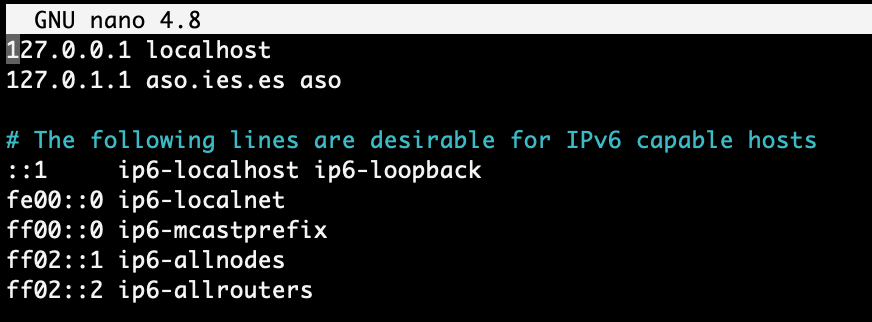 GNU nano 4.8
127.0.0.1 localhost
127.0.1.1 aso.ies.es aso
# The following lines are desirable for IPv6 capable hosts
::1     ip6-localhost ip6-loopback
fe00::0 ip6-localnet
ff00::0 ip6-mcastprefix
ff02::1 ip6-allnodes
ff02::2 ip6-allrouters